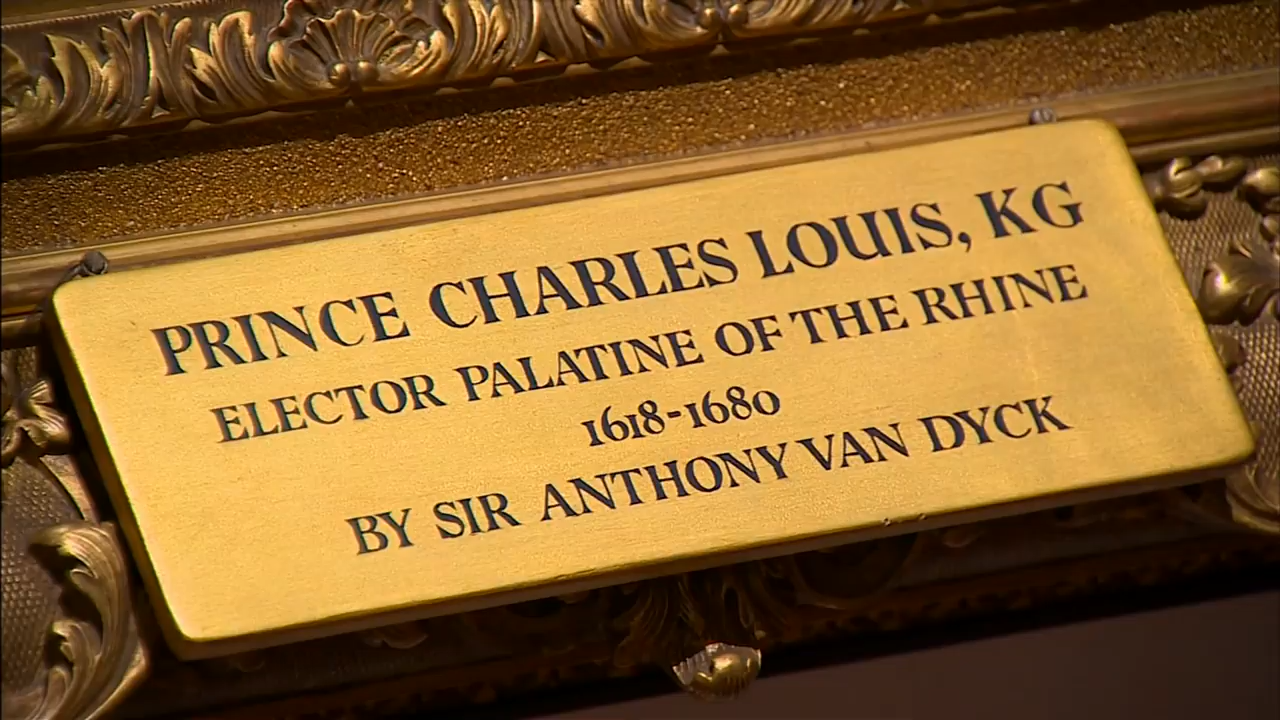 PRINCE CHARLES LOUIS, KG
ELECTOR PALATINE OF THE RHINE
1618-1680
BY SIR ANTHONY VAN DYCK